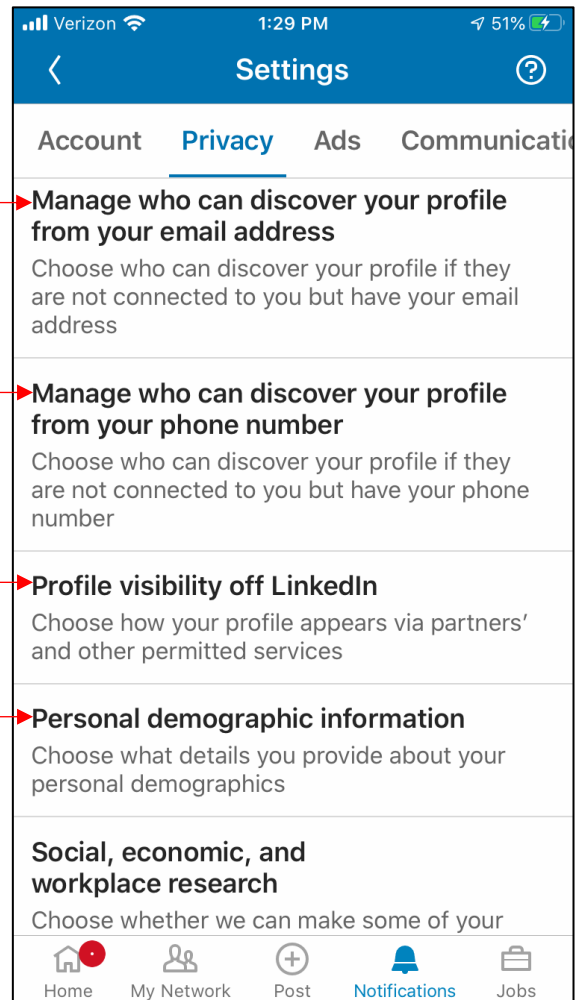 Verizon 1:29 PM 51%
Settings ?
Account Privacy Ads Communicatio
Manage who can discover your profile
from your email address
Choose who can discover your profile if they
are not connected to you but have your email
address
Manage who can discover your profile
from your phone number
Choose who can discover your profile if they
are not connected to you but have your phone
number
Profile visibility off LinkedIn
Choose how your profile appears via partners’
and other permitted services
Personal demographic information
Choose what details you provide about your
personal demographics
Social, economic, and
workplace research
Choose whether we can make some of your
Home My Network Post Notifications Jobs